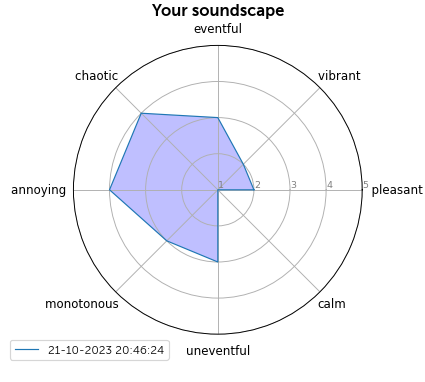 Your soundscape
eventful
chaotic
vibrant
annoying
1 2 3 4 5
pleasant
monotonous
calm
uneventful
21-10-2023 20:46:24